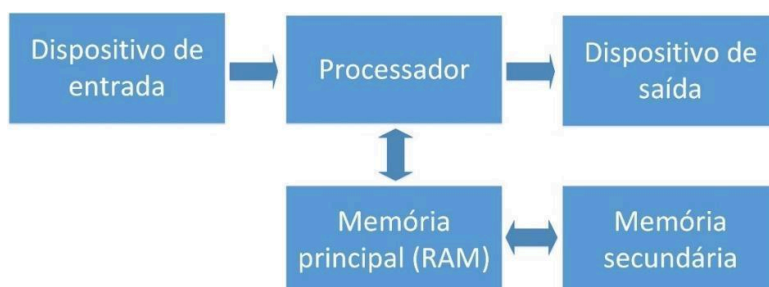 Dispositivo de
entrada
Processador
Dispositivo de
saída
Memória
principal (RAM)
Memória
secundária